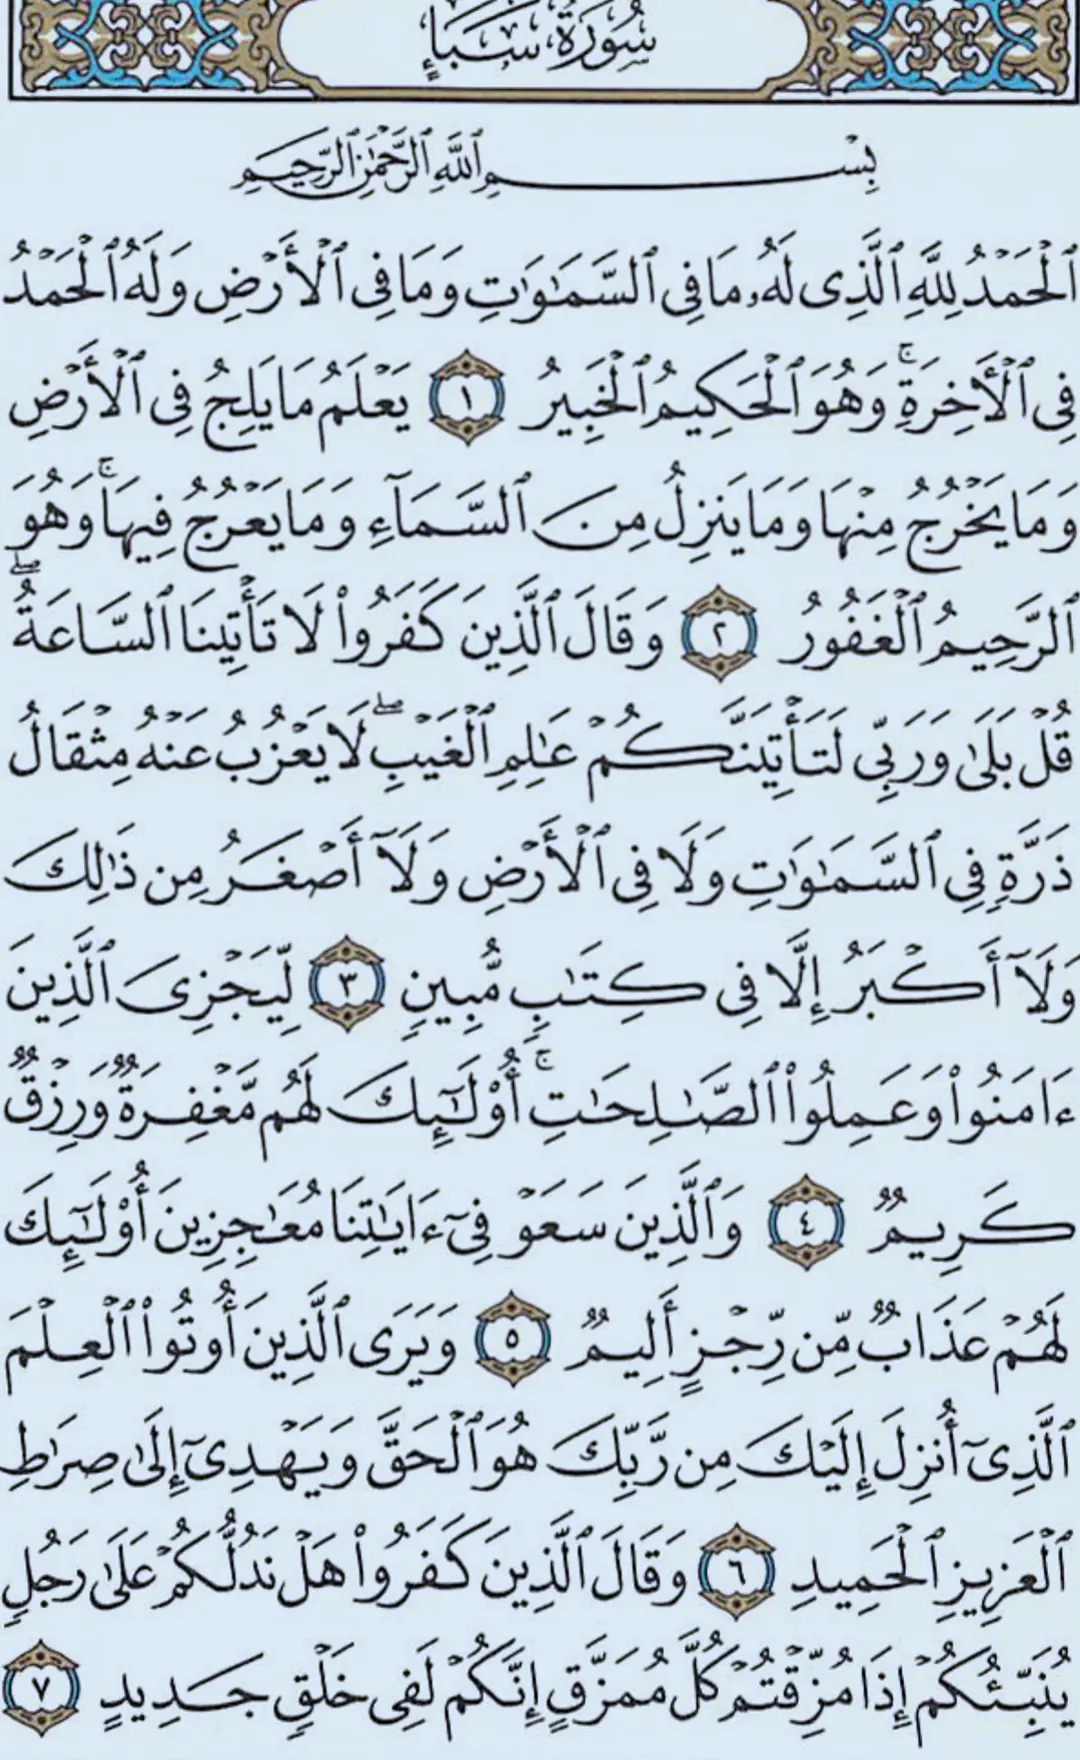 سُورَةُ سَبَإٍ
بِسْمِ ٱللَّهِ ٱلرَّحْمَٰنِ ٱلرَّحِيمِ
ٱلْحَمْدُ لِلَّهِ ٱلَّذِى لَهُۥ مَا فِى ٱلسَّمَٰوَٰتِ وَمَا فِى ٱلْأَرْضِ وَلَهُ ٱلْحَمْدُ
فِى ٱلْأَخِرَةِ ۚ وَهُوَ ٱلْحَكِيمُ ٱلْخَبِيرُ ١ يَعْلَمُ مَا يَلِجُ فِى ٱلْأَرْضِ
وَمَا يَخْرُجُ مِنْهَا وَمَا يَنزِلُ مِنَ ٱلسَّمَآءِ وَمَا يَعْرُجُ فِيهَا ۚ وَهُوَ
ٱلرَّحِيمُ ٱلْغَفُورُ ٢ وَقَالَ ٱلَّذِينَ كَفَرُوا۟ لَا تَأْتِينَا ٱلسَّاعَةُ ۖ
قُلْ بَلَىٰ وَرَبِّى لَتَأْتِيَنَّكُمْ عَٰلِمِ ٱلْغَيْبِ ۖ لَا يَعْزُبُ عَنْهُ مِثْقَالُ
ذَرَّةٍ فِى ٱلسَّمَٰوَٰتِ وَلَا فِى ٱلْأَرْضِ وَلَآ أَصْغَرُ مِن ذَٰلِكَ
وَلَآ أَكْبَرُ إِلَّا فِى كِتَٰبٍ مُّبِينٍ ٣ لِّيَجْزِىَ ٱلَّذِينَ
ءَامَنُوا۟ وَعَمِلُوا۟ ٱلصَّٰلِحَٰتِ ۚ أُو۟لَٰٓئِكَ لَهُم مَّغْفِرَةٌ وَرِزْقٌ
كَرِيمٌ ٤ وَٱلَّذِينَ سَعَوْ فِىٓ ءَايَٰتِنَا مُعَٰجِزِينَ أُو۟لَٰٓئِكَ
لَهُمْ عَذَابٌ مِّن رِّجْزٍ أَلِيمٌ ٥ وَيَرَى ٱلَّذِينَ أُوتُوا۟ ٱلْعِلْمَ
ٱلَّذِىٓ أُنزِلَ إِلَيْكَ مِن رَّبِّكَ هُوَ ٱلْحَقَّ وَيَهْدِىٓ إِلَىٰ صِرَٰطِ
ٱلْعَزِيزِ ٱلْحَمِيدِ ٦ وَقَالَ ٱلَّذِينَ كَفَرُوا۟ هَلْ نَدُلُّكُمْ عَلَىٰ رَجُلٍ
يُنَبِّئُكُمْ إِذَا مُزِّقْتُمْ كُلَّ مُمَزَّقٍ إِنَّكُمْ لَفِى خَلْقٍ جَدِيدٍ ٧